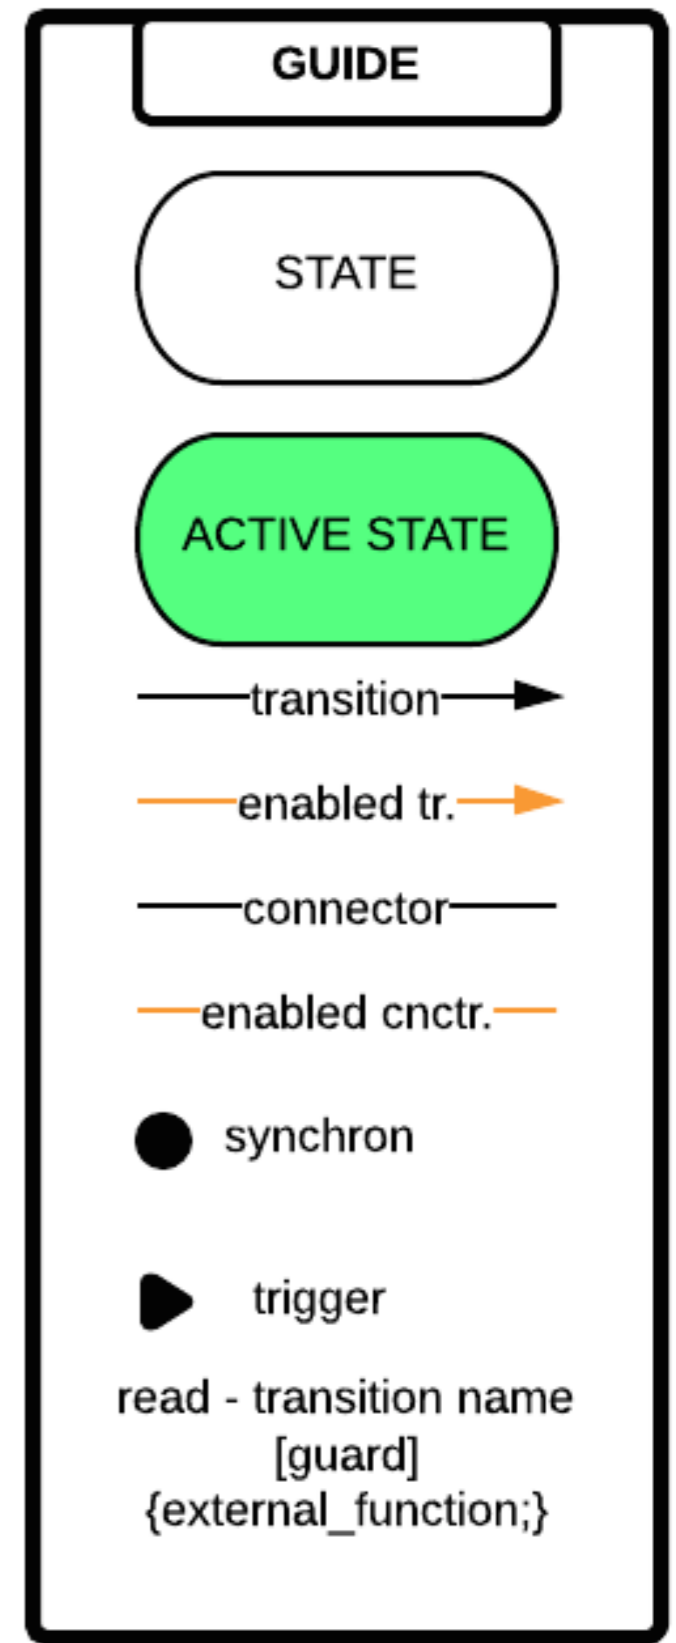 GUIDE
STATE
ACTIVE STATE
transition
enabled tr.
connector
enabled cnctr.
synchron
trigger
read - transition name
[guard]
{external_function;}